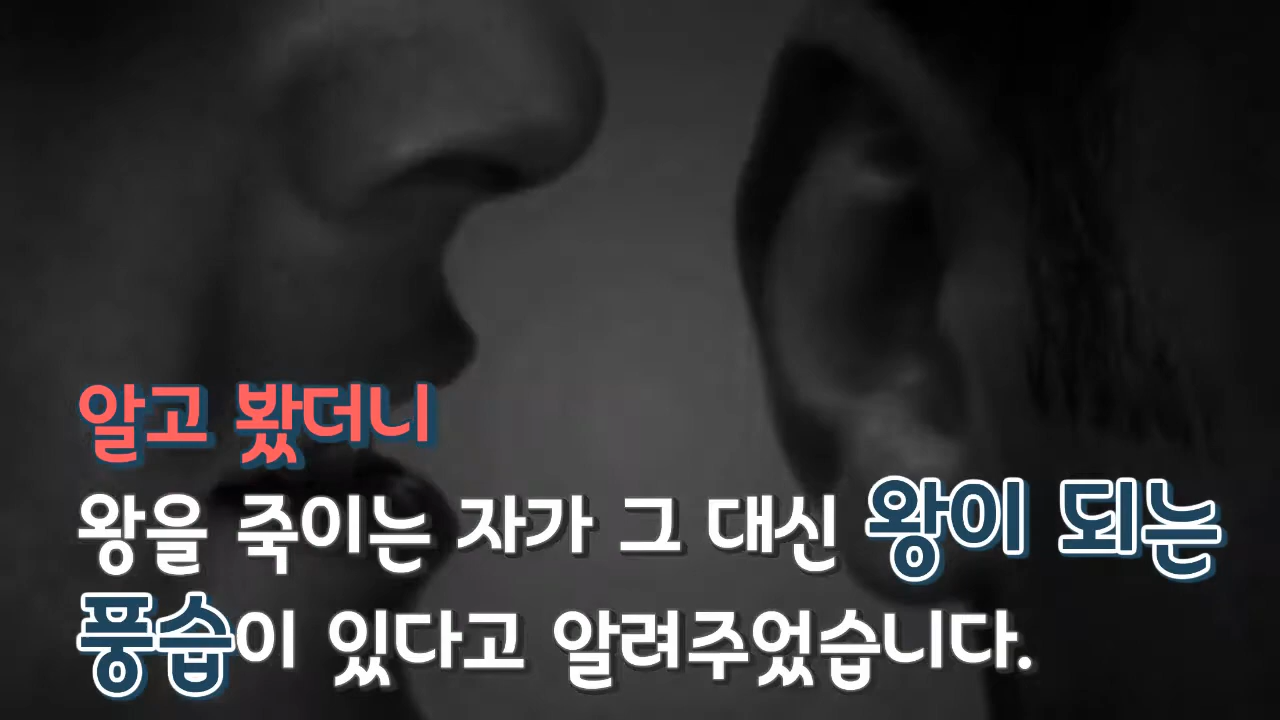 알고 봤더니
왕을 죽이는 자가 그 대신 왕이 되는
풍습이 있다고 알려주었습니다.